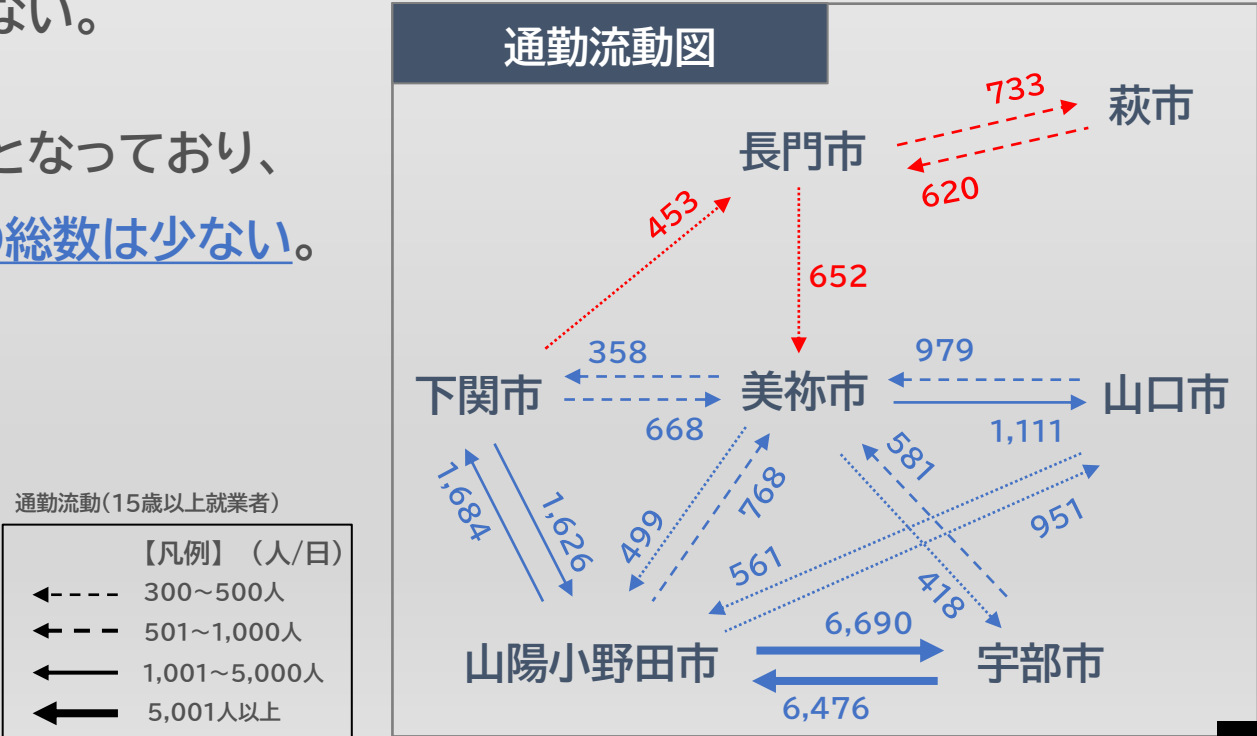 ない。
となっており、
の総数は少ない。
通勤流動図
733
萩市
長門市
620
453
652
358
979
下関市
美祢市
山口市
668
1,111
1,684
1,626
499
768
581
951
561
418
6,690
山陽小野田市
宇部市
6,476
通勤流動(15歳以上就業者)
【凡例】 (人/日)
300～500人
501～1,000人
1,001～5,000人
5,001人以上